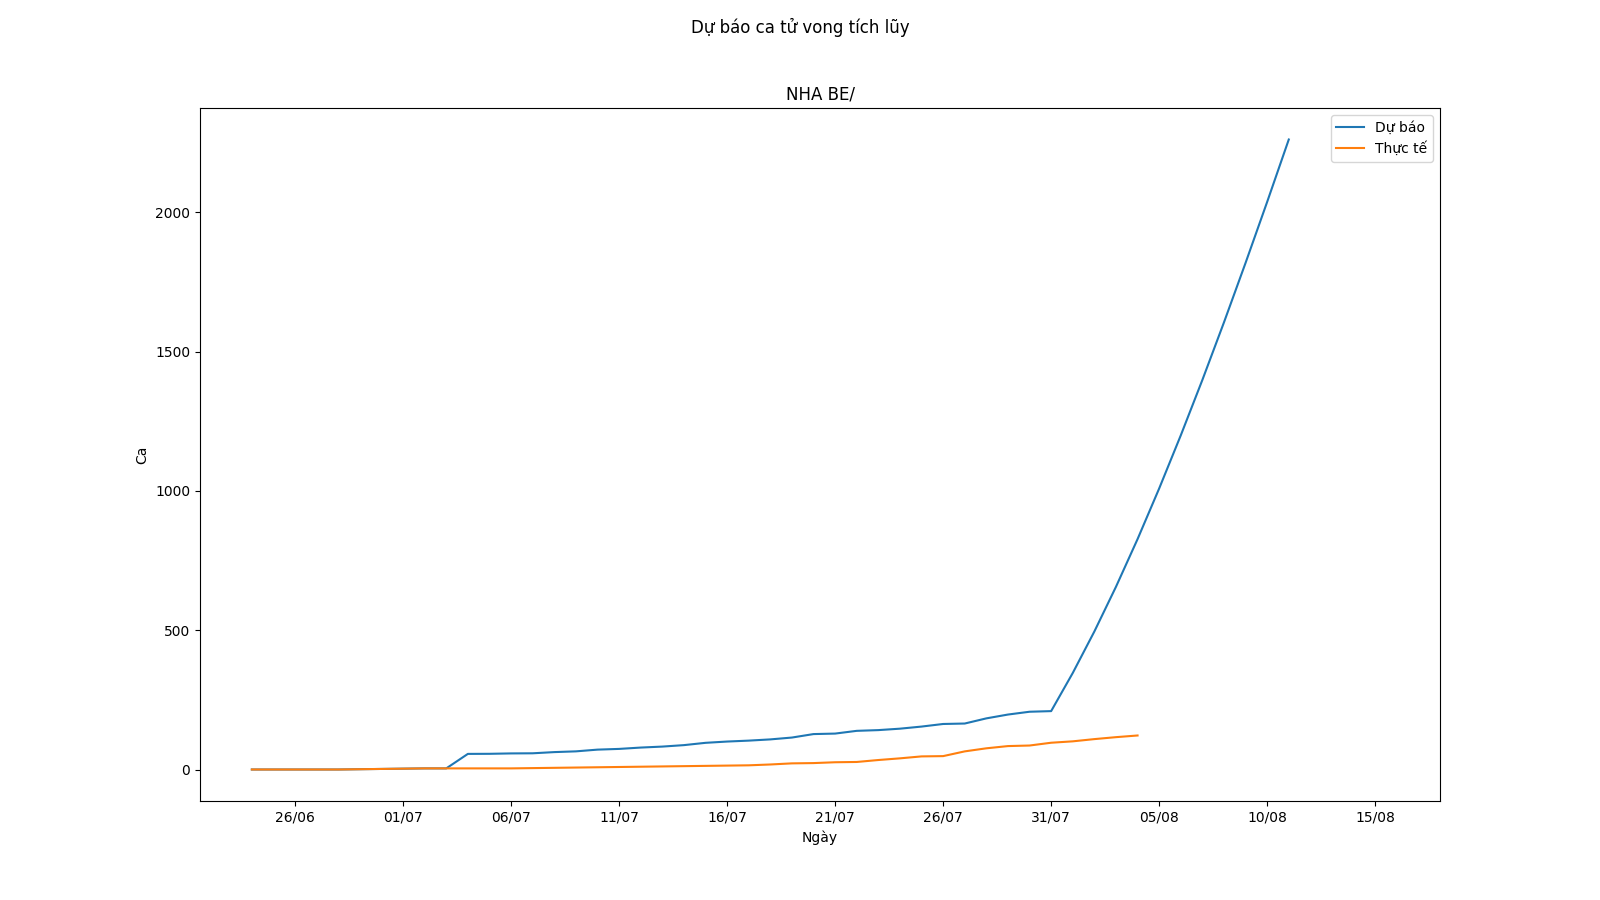 Dự báo ca tử vong tích lũy
NHA BE/
Dự báo
Thực tế
2000
1500
1000
500
0
Ca
26/06 01/07 06/07 11/07 16/07 21/07 26/07 31/07 05/08 10/08 15/08
Ngày